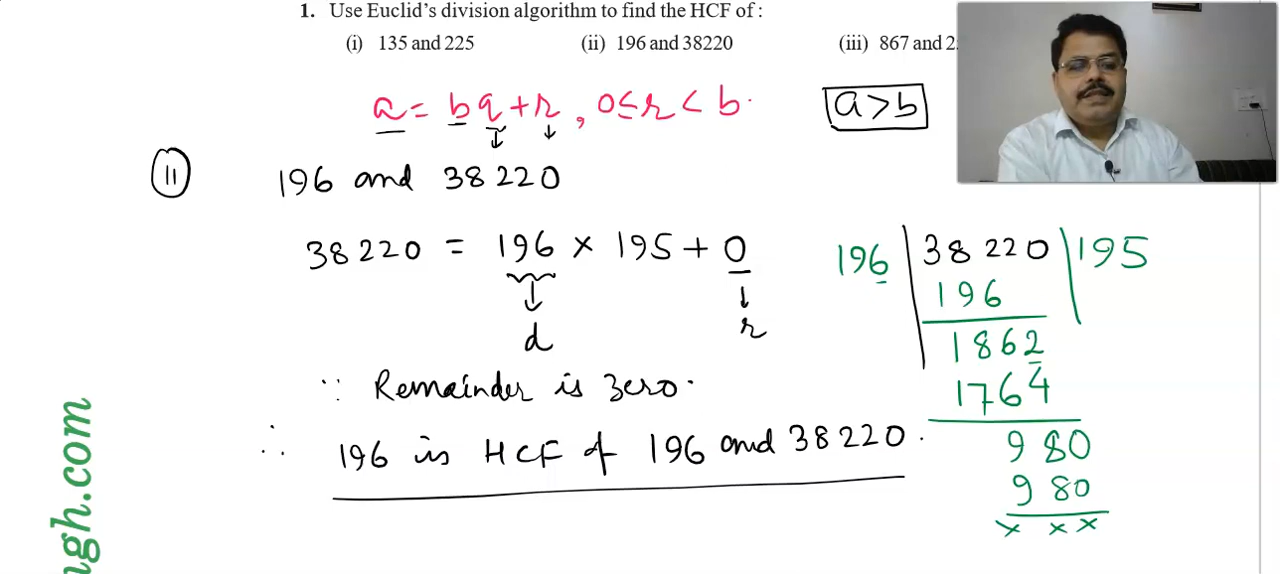 1. Use Euclid's division algorithm to find the HCF of :
(i) 135 and 225 (ii) 196 and 38220 (iii) 867 and
a = bq + r, 0 ≤ r < b. a > b
(ii) 196 and 38220
38220 = 196 × 195 + 0
d r
∵ Remainder is zero.
∴ 196 is HCF of 196 and 38220.
196 38220 195
196
1862
1764
980
980
× × ×
ngh.com